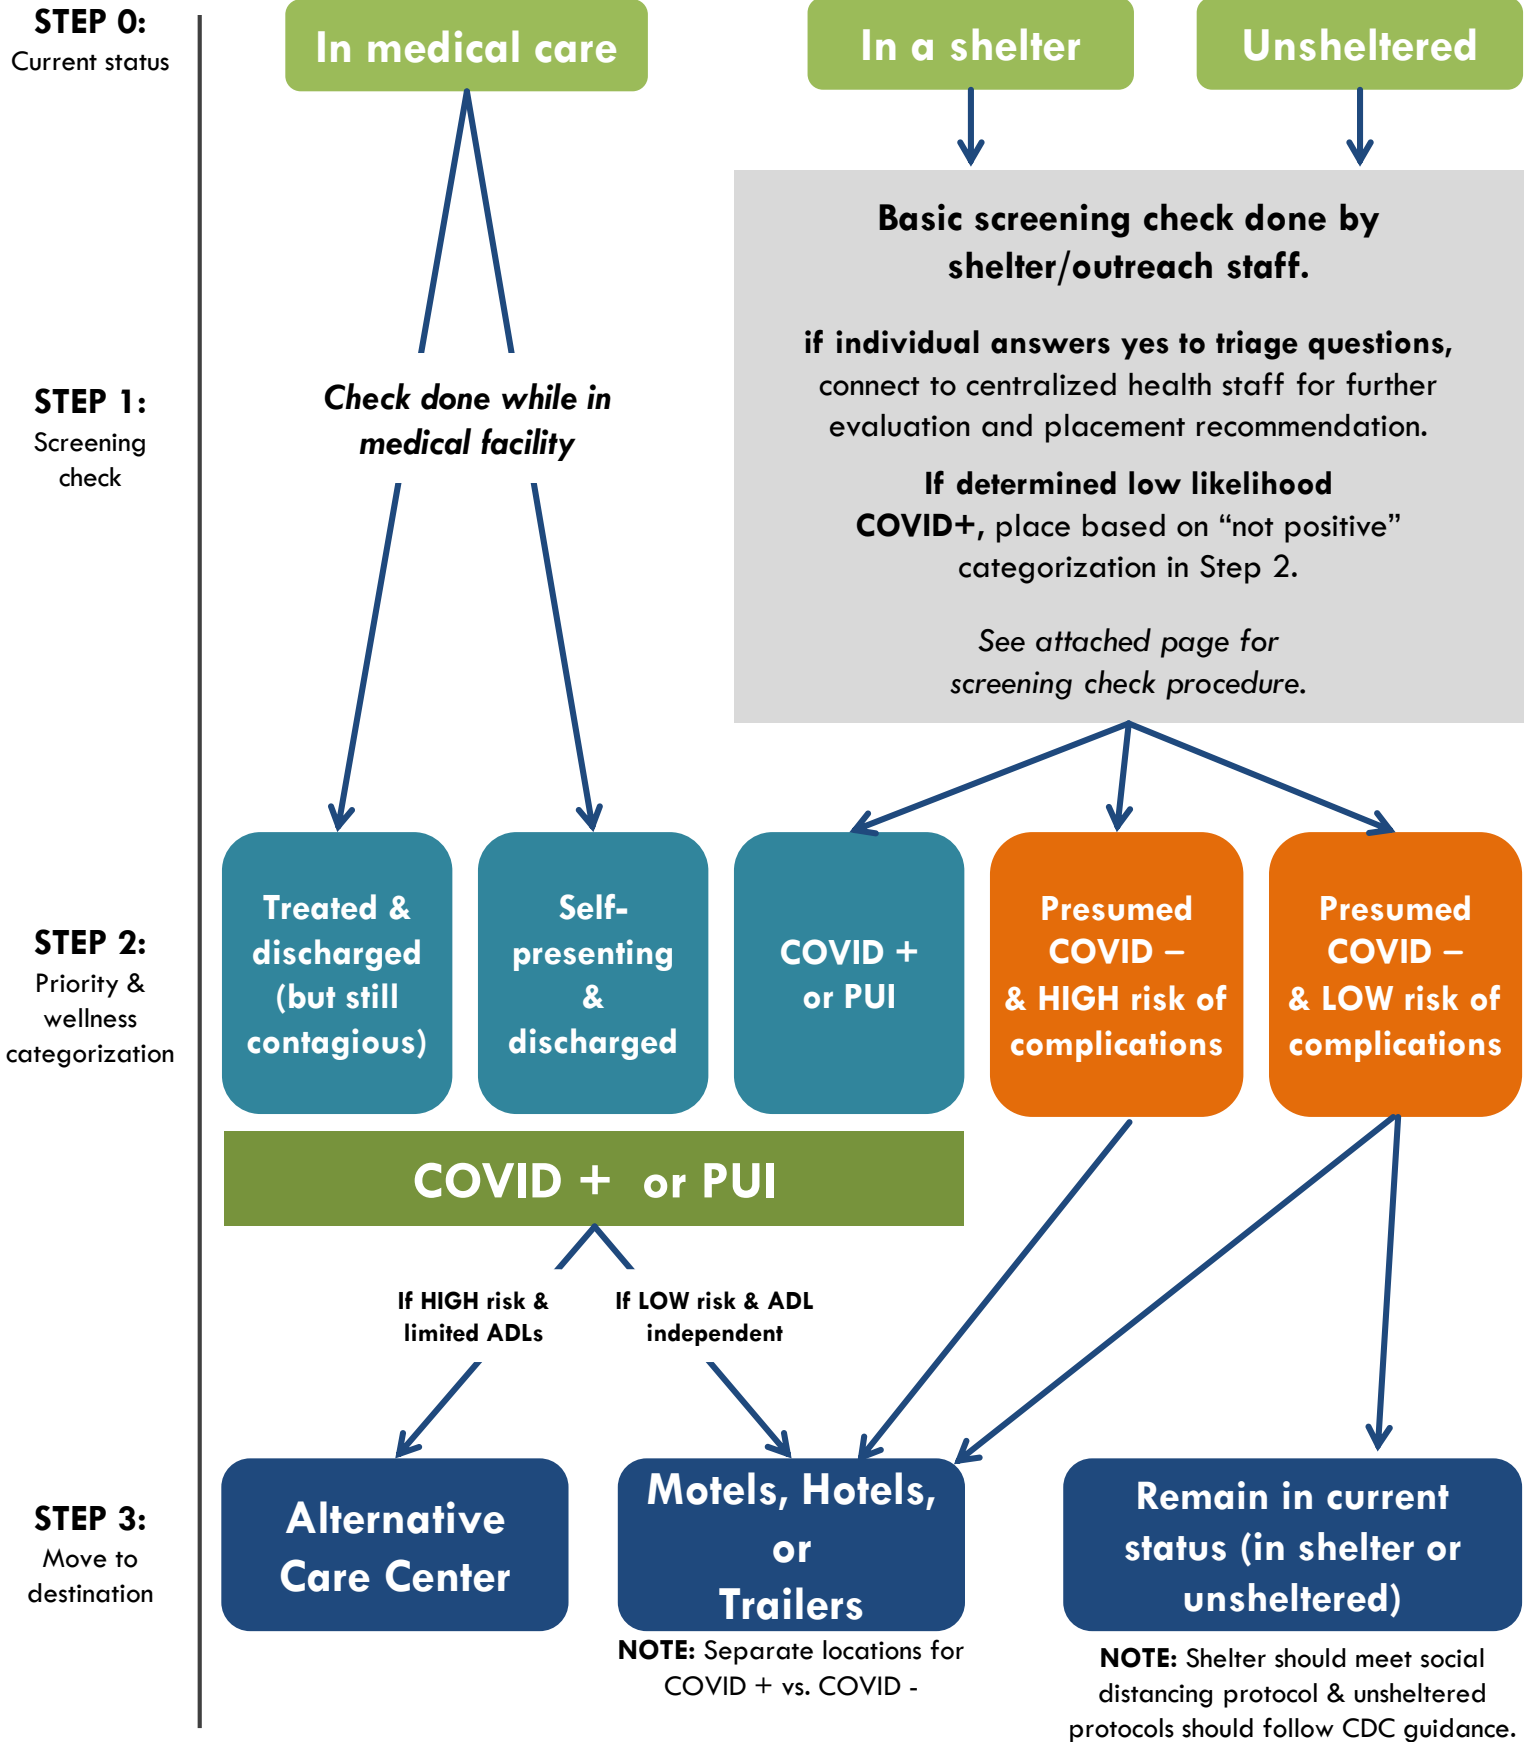 STEP 0:
Current status
In medical care
In a shelter
Unsheltered
STEP 1:
Screening
check
Check done while in
medical facility
Basic screening check done by
shelter/outreach staff.
if individual answers yes to triage questions,
connect to centralized health staff for further
evaluation and placement recommendation.
If determined low likelihood
COVID+, place based on “not positive”
categorization in Step 2.
See attached page for
screening check procedure.
STEP 2:
Priority &
wellness
categorization
Treated &
discharged
(but still
contagious)
Self-
presenting
&
discharged
COVID +
or PUI
Presumed
COVID –
& HIGH risk of
complications
Presumed
COVID –
& LOW risk of
complications
COVID + or PUI
If HIGH risk &
limited ADLs
If LOW risk & ADL
independent
STEP 3:
Move to
destination
Alternative
Care Center
Motels, Hotels,
or
Trailers
NOTE: Separate locations for
COVID + vs. COVID -
Remain in current
status (in shelter or
unsheltered)
NOTE: Shelter should meet social
distancing protocol & unsheltered
protocols should follow CDC guidance.